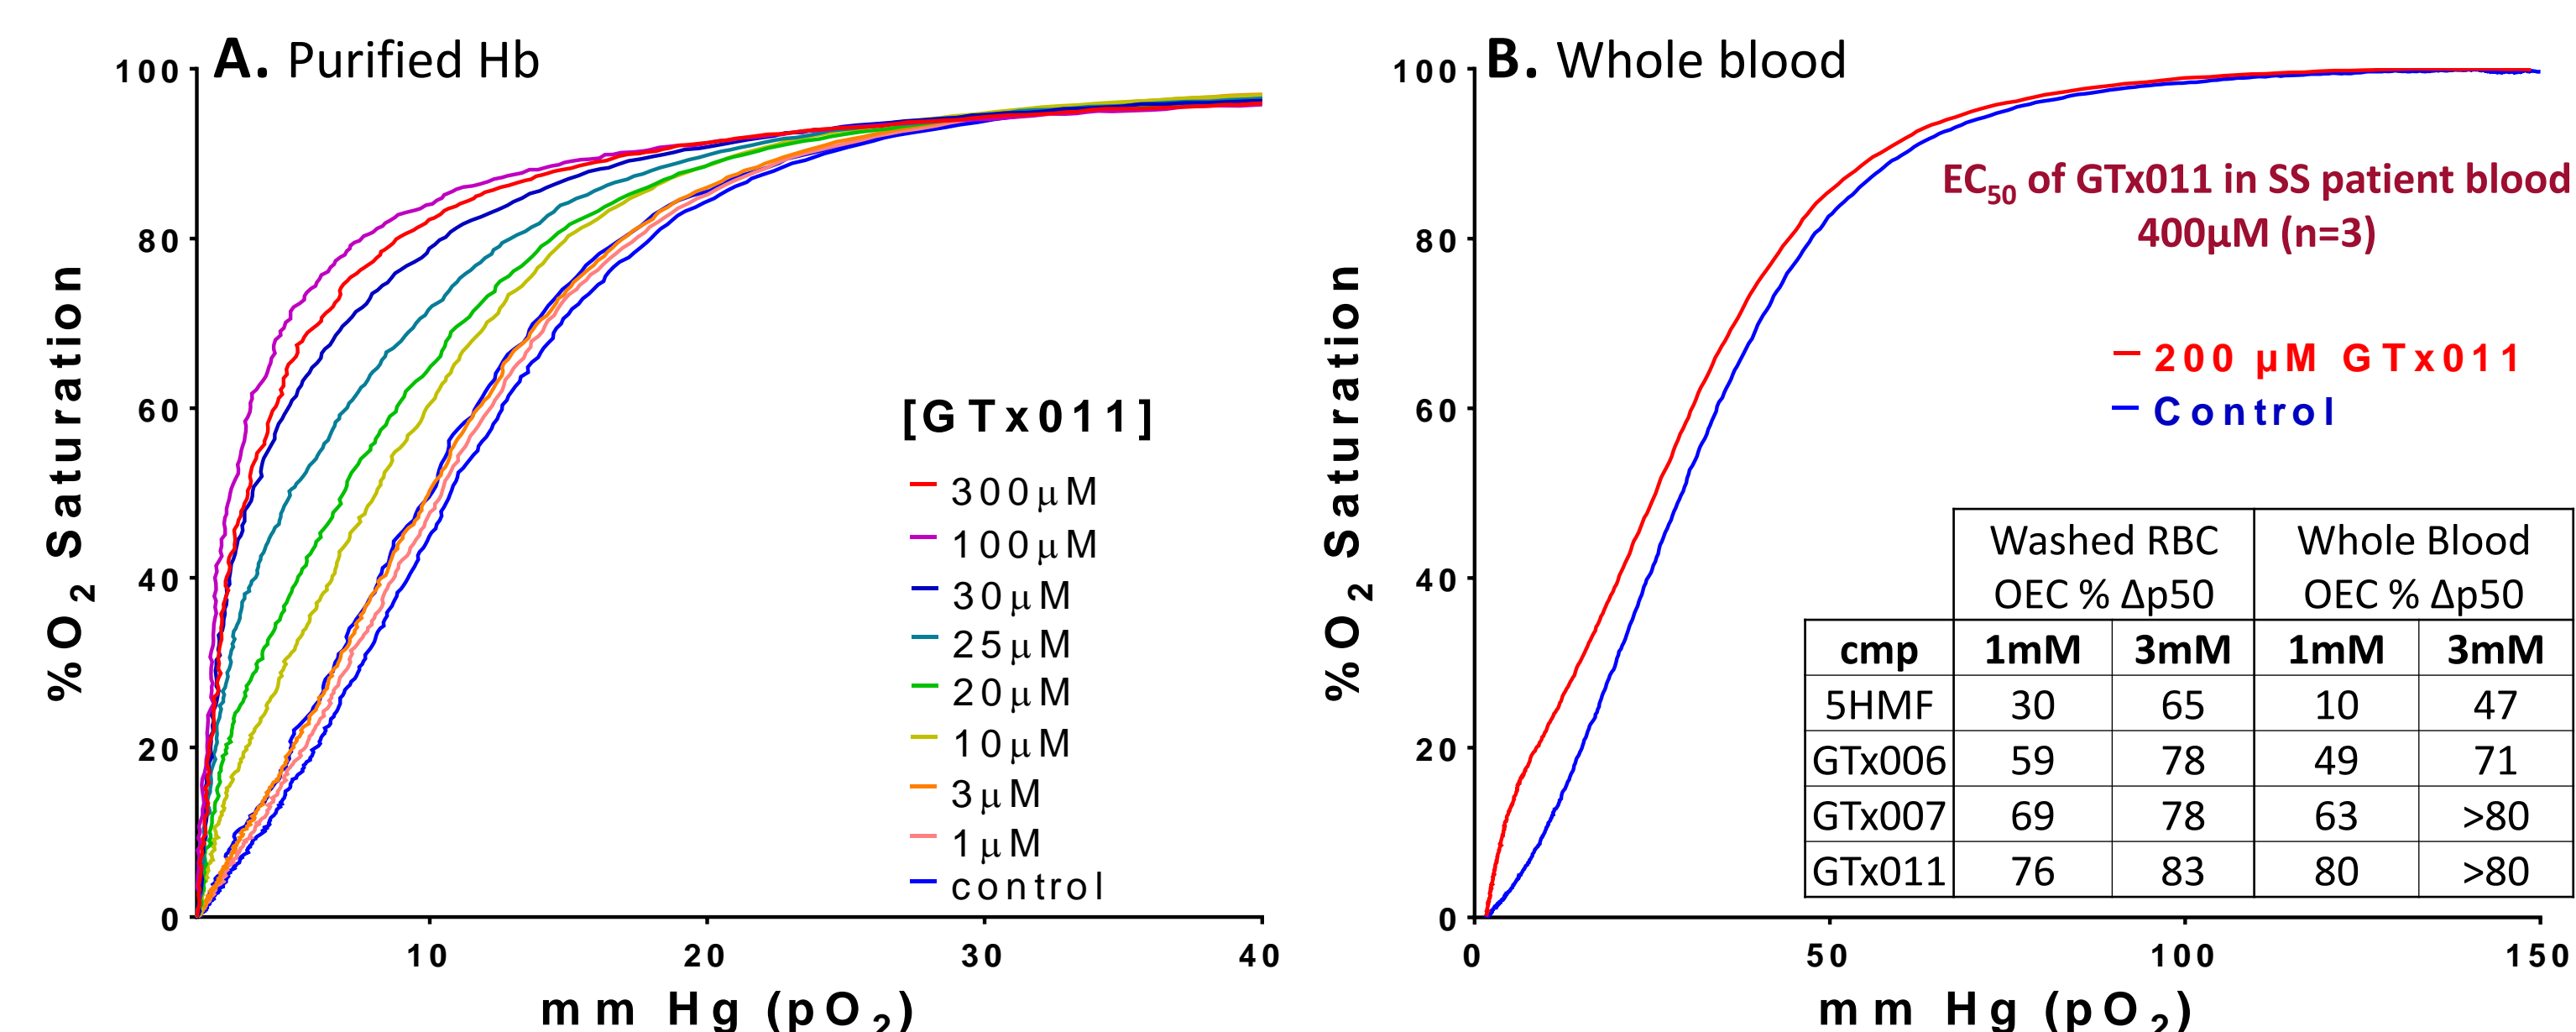 A. Purified Hb
100
80
60
40
20
0
%O2 Saturation
10
20
30
40
mm Hg (pO2)
[GTx011]
300μM
100μM
30μM
25μM
20μM
10μM
3μM
1μM
control
B. Whole blood
100
80
60
40
20
0
%O2 Saturation
0
50
100
150
mm Hg (pO2)
EC50 of GTx011 in SS patient blood
400μM (n=3)
200 μM GTx011
Control
Washed RBC Whole Blood
OEC % Δp50 OEC % Δp50
cmp 1mM 3mM 1mM 3mM
5HMF 30 65 10 47
GTx006 59 78 49 71
GTx007 69 78 63 >80
GTx011 76 83 80 >80